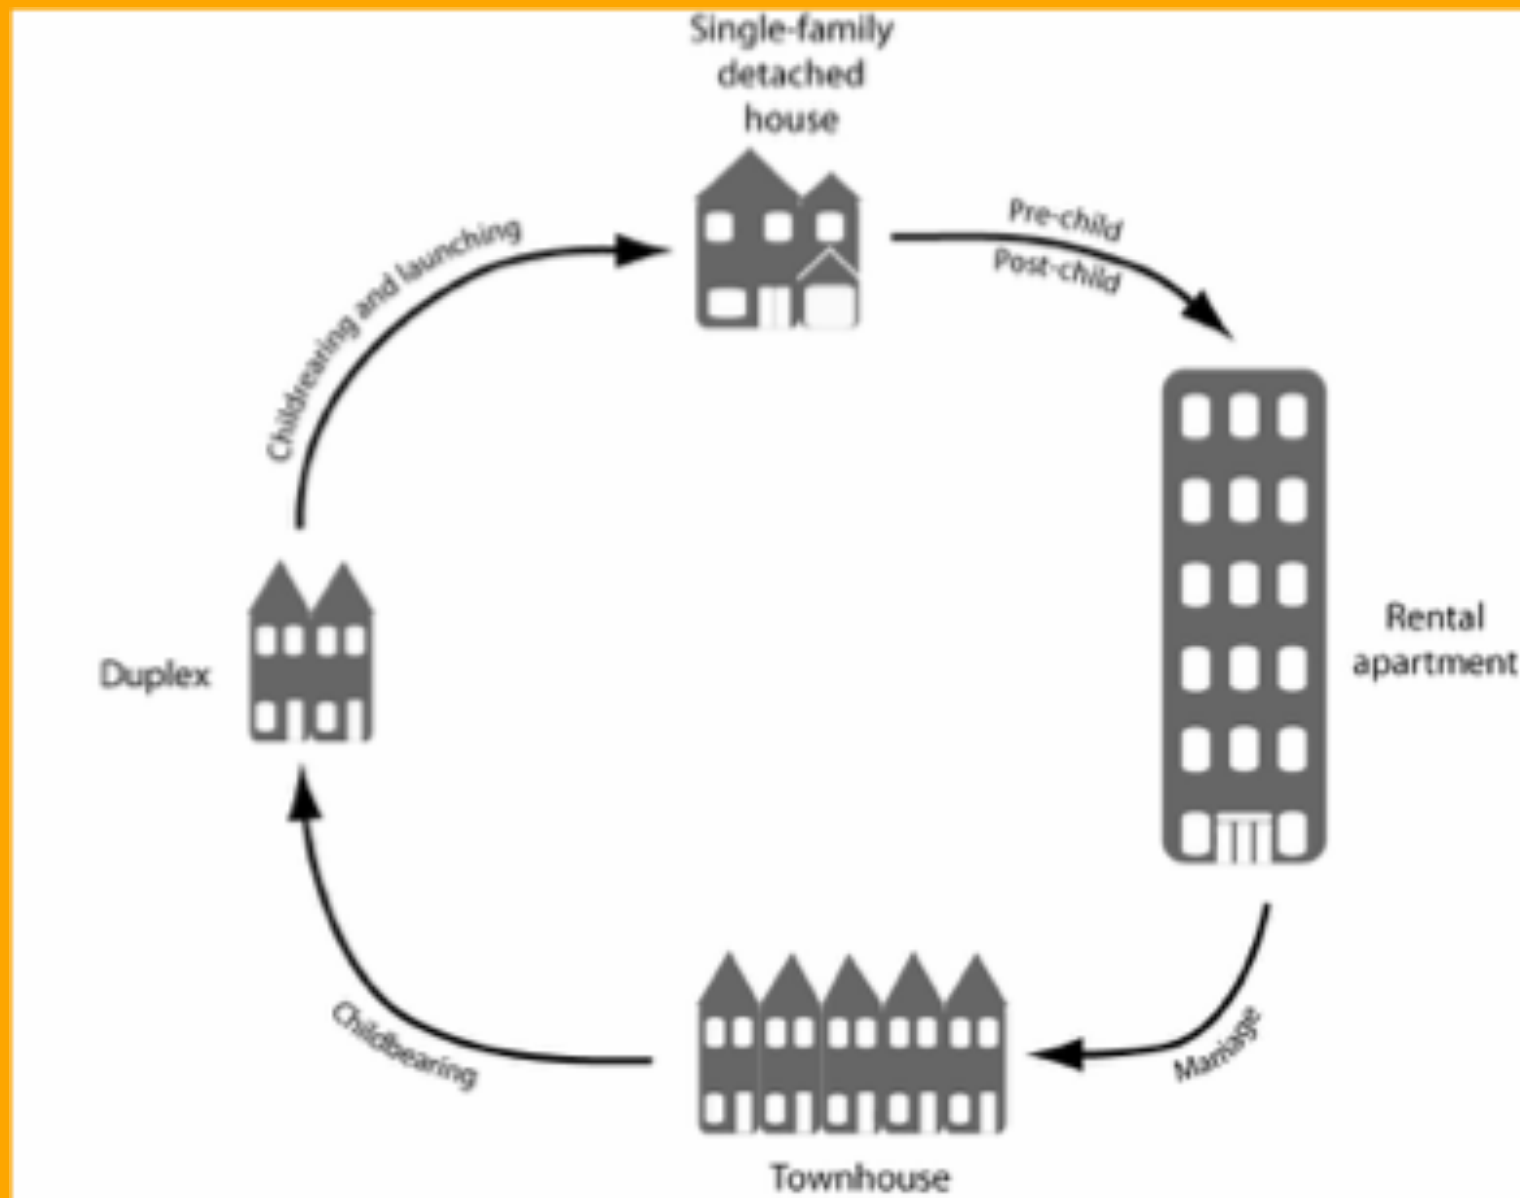 Single-family
detached
house
Pre-child
Post-child
Rental
apartment
Marriage
Townhouse
Childbearing
Duplex
Childrearing and launching